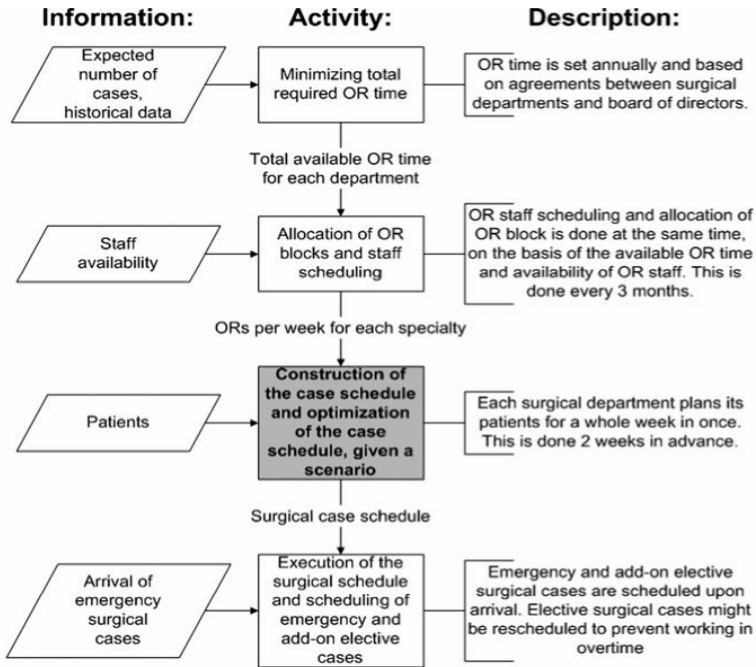 Information:
Activity:
Description:
Expected
number of
cases,
historical data
Minimizing total
required OR time
OR time is set annually and based
on agreements between surgical
departments and board of directors.
Total available OR time
for each department
Staff
availability
Allocation of OR
blocks and staff
scheduling
OR staff scheduling and allocation of
OR block is done at the same time,
on the basis of the available OR time
and availability of OR staff. This is
done every 3 months.
ORs per week for each specialty
Patients
Construction of
the case schedule
and optimization
of the case
schedule, given a
scenario
Each surgical department plans its
patients for a whole week in once.
This is done 2 weeks in advance.
Surgical case schedule
Arrival of
emergency
surgical
cases
Execution of the
surgical schedule
and scheduling of
emergency and
add-on elective
cases
Emergency and add-on elective
surgical cases are scheduled upon
arrival. Elective surgical cases might
be rescheduled to prevent working in
overtime